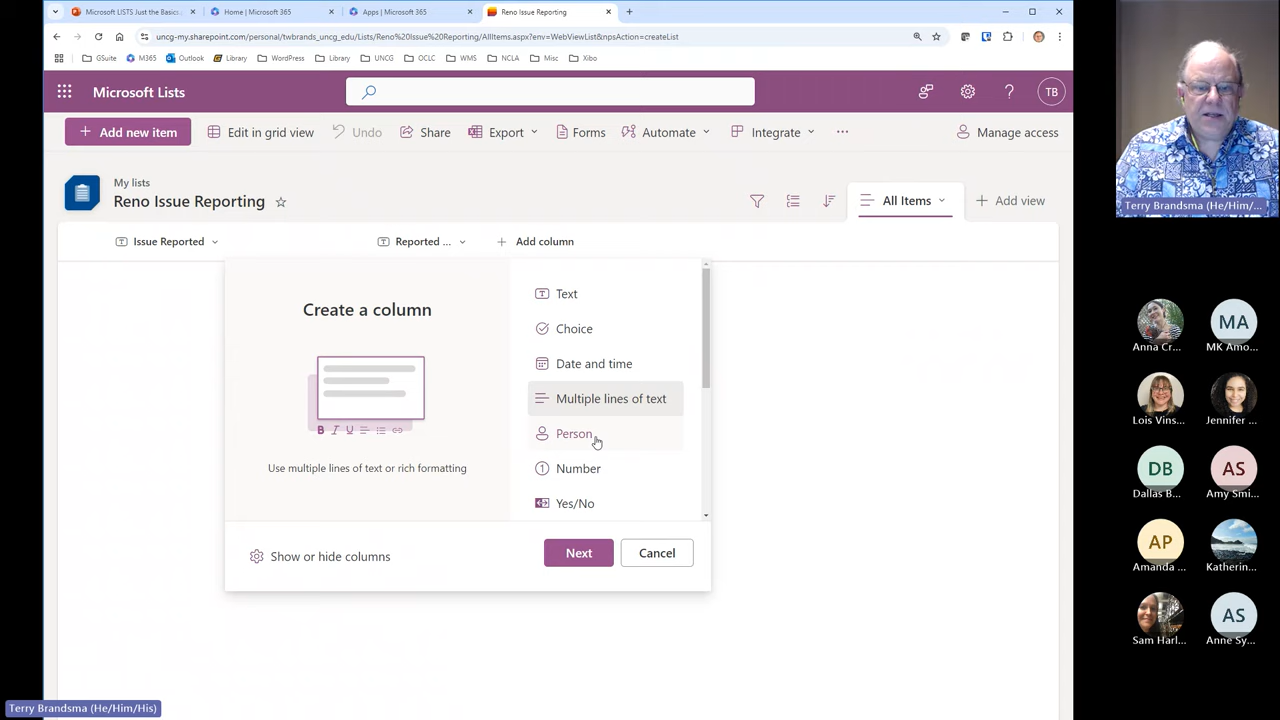 Microsoft LISTS Just the Basics
Home | Microsoft 365
Apps | Microsoft 365
Reno Issue Reporting
uncg-my.sharepoint.com/personal/twbrands_uncg_edu/Lists/Reno%20Issue%20Reporting/AllItems.aspx?env=WebViewList&npsAction=createList
GSuite M365 Outlook Library WordPress Library UNCG OCLC WMS NCLA Misc Xibo
Microsoft Lists
TB
Add new item Edit in grid view Undo Share Export Forms Automate Integrate ... Manage access
My lists
Reno Issue Reporting
All Items
Add view
Issue Reported
Reported ...
Add column
Create a column
B I U
Use multiple lines of text or rich formatting
Text
Choice
Date and time
Multiple lines of text
Person
Number
Yes/No
Show or hide columns
Next
Cancel
Terry Brandsma (He/Him/His)
Terry Brandsma (He/Him/...
Anna Cr...
MA
MK Amo...
Lois Vins...
Jennifer ...
DB
Dallas B...
AS
Amy Smi...
AP
Amanda ...
Katherin...
Sam Harl...
AS
Anne Sy...